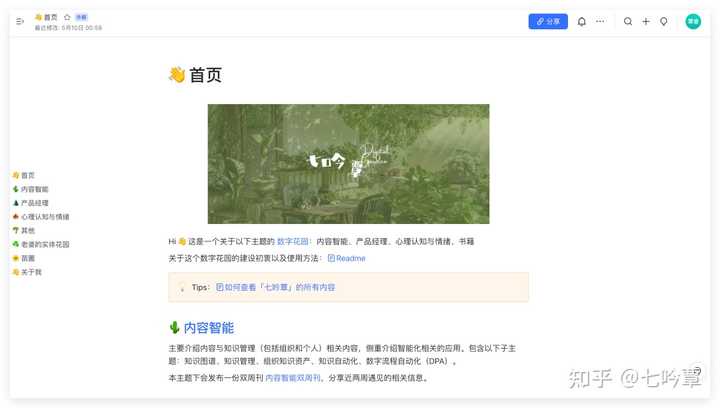 👋首页 外部
最近修改: 5月10日 00:59
分享
👋 首页
七吟章
Digital Garden
👋 首页
🌵 内容智能
🌲 产品经理
🍁 心理认知与情绪
🌴 其他
☘️ 老婆的实体花园
🌻 苗圃
👋 关于我
Hi 👋 这是一个关于以下主题的 数字花园：内容智能、产品经理、心理认知与情绪、书籍
关于这个数字花园的建设初衷以及使用方法： Readme
Tips： 如何查看「七吟章」的所有内容
🌵 内容智能
主要介绍内容与知识管理（包括组织和个人）相关内容，侧重介绍智能化相关的应用。包含以下子主
题：知识图谱、知识管理、组织知识资产、知识自动化、数字流程自动化（DPA）。
本主题下会发布一份双周刊 内容智能双周刊，分享近两周遇见的相关信息。
知乎 @七吟章